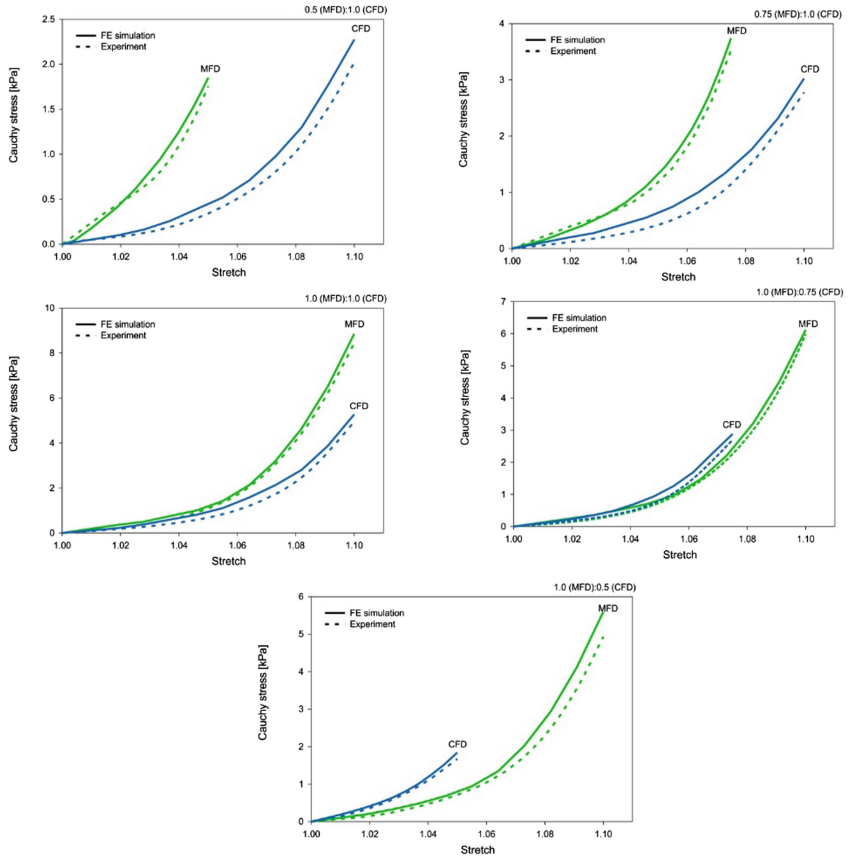 0.5 (MFD):1.0 (CFD)
2.5
2.0
1.5
1.0
0.5
0.0
Cauchy stress [kPa]
FE simulation
Experiment
MFD
CFD
1.00
1.02
1.04
1.06
1.08
1.10
Stretch
0.75 (MFD):1.0 (CFD)
4
3
2
1
0
Cauchy stress [kPa]
FE simulation
Experiment
MFD
CFD
1.00
1.02
1.04
1.06
1.08
1.10
Stretch
1.0 (MFD):1.0 (CFD)
10
8
6
4
2
0
Cauchy stress [kPa]
FE simulation
Experiment
MFD
CFD
1.00
1.02
1.04
1.06
1.08
1.10
Stretch
1.0 (MFD):0.75 (CFD)
7
6
5
4
3
2
1
0
Cauchy stress [kPa]
FE simulation
Experiment
MFD
CFD
1.00
1.02
1.04
1.06
1.08
1.10
Stretch
1.0 (MFD):0.5 (CFD)
6
5
4
3
2
1
0
Cauchy stress [kPa]
FE simulation
Experiment
MFD
CFD
1.00
1.02
1.04
1.06
1.08
1.10
Stretch